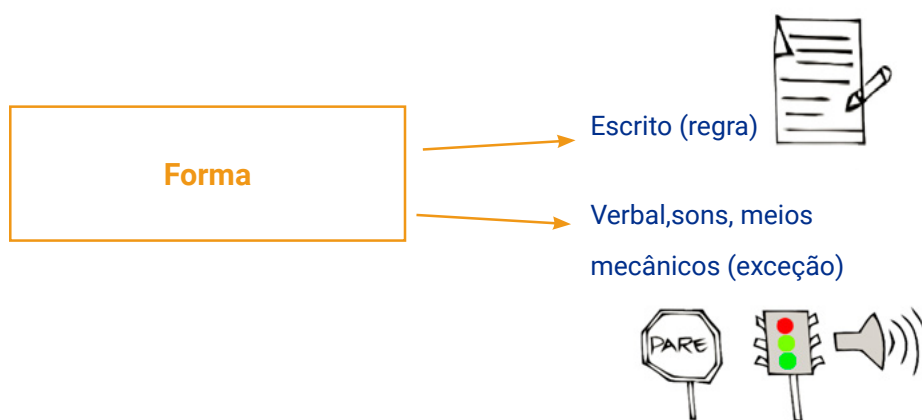 Forma
Escrito (regra)
Verbal,sons, meios
mecânicos (exceção)
PARE